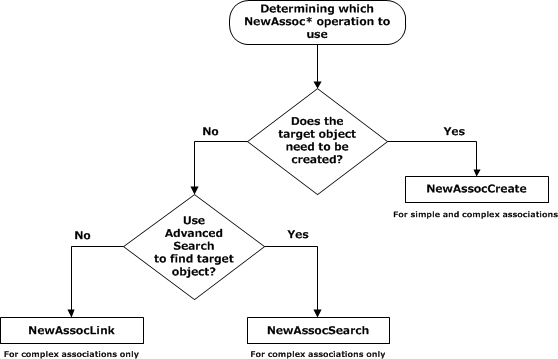 Determining which
NewAssoc* operation to
use
Does the
target object
need to be
created?
No
Yes
NewAssocCreate
For simple and complex associations
Use
Advanced
Search
to find target
object?
No
Yes
NewAssocLink
For complex associations only
NewAssocSearch
For complex associations only